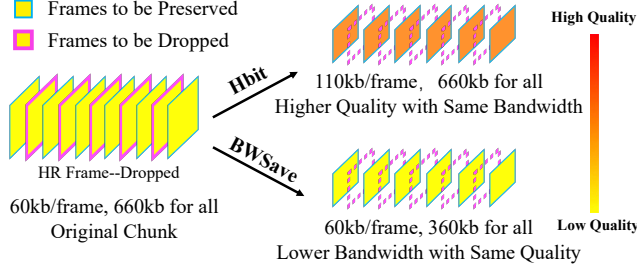 Frames to be Preserved
Frames to be Dropped
HR Frame--Dropped
60kb/frame, 660kb for all
Original Chunk
Hbit
BWSave
110kb/frame, 660kb for all
Higher Quality with Same Bandwidth
60kb/frame, 360kb for all
Lower Bandwidth with Same Quality
High Quality
Low Quality